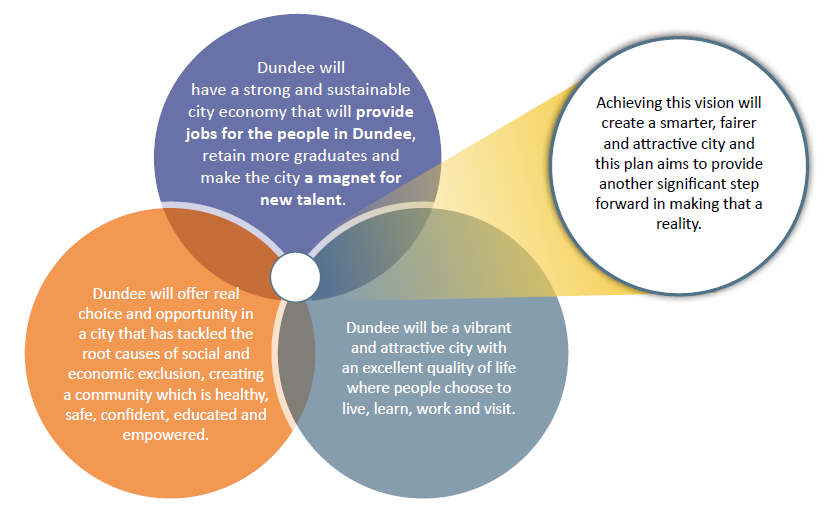 Dundee will
have a strong and sustainable
city economy that will provide
jobs for the people in Dundee,
retain more graduates and
make the city a magnet for
new talent.
Achieving this vision will
create a smarter, fairer
and attractive city and
this plan aims to provide
another significant step
forward in making that a
reality.
Dundee will offer real
choice and opportunity in
a city that has tackled the
root causes of social and
economic exclusion, creating
a community which is healthy,
safe, confident, educated and
empowered.
Dundee will be a vibrant
and attractive city with
an excellent quality of life
where people choose to
live, learn, work and visit.